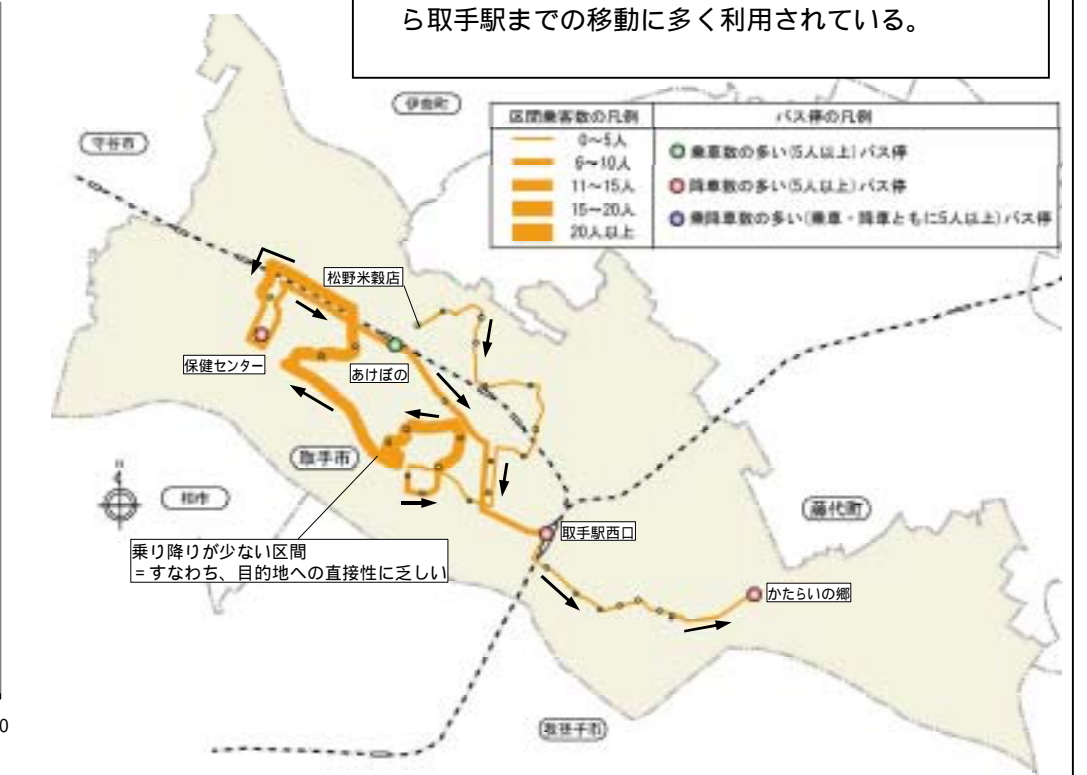 ら取手駅までの移動に多く利用されている。
伊奈町
守谷市
区間乗客数の凡例
バス停の凡例
0～5人
6～10人
11～15人
15～20人
20人以上
乗車数の多い(5人以上)バス停
降車数の多い(5人以上)バス停
乗降車数の多い(乗車・降車ともに5人以上)バス停
松野米穀店
保健センター
あけぼの
取手市
藤代町
取手駅西口
乗り降りが少ない区間
=すなわち、目的地への直接性に乏しい
かたらいの郷
我孫子市
0